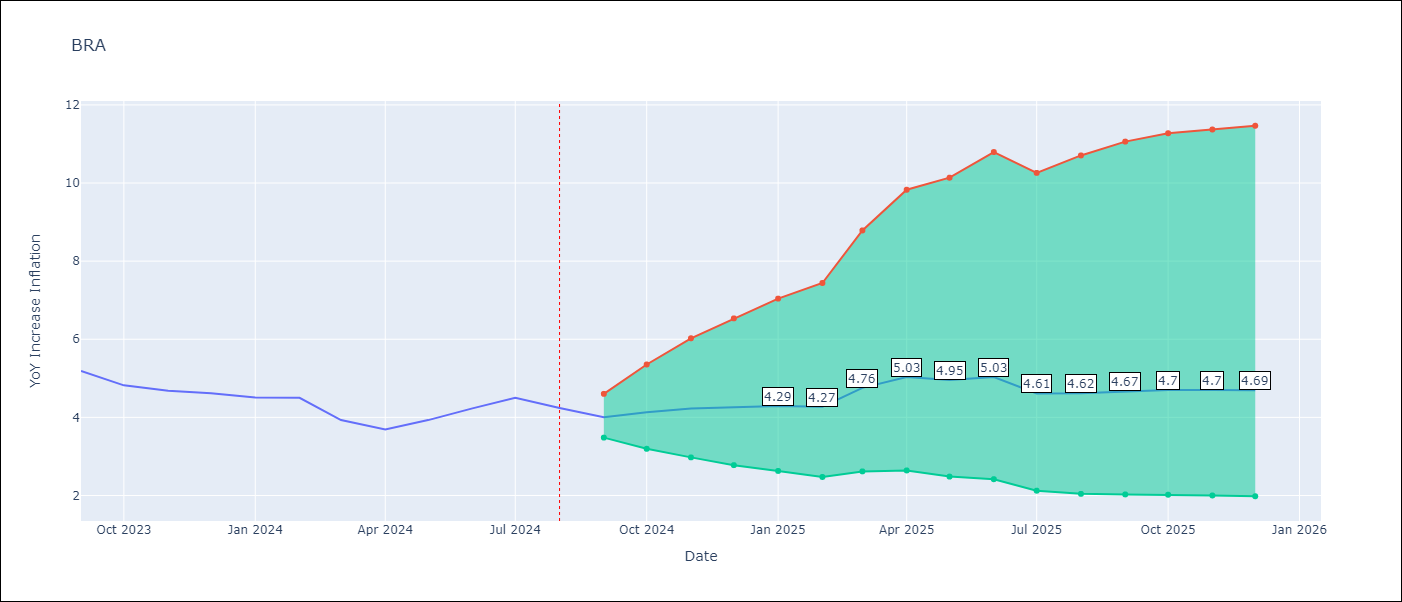 BRA
YoY Increase Inflation
12
10
8
6
4
2
4.29
4.27
4.76
5.03
4.95
5.03
4.61
4.62
4.67
4.7
4.7
4.69
Oct 2023
Jan 2024
Apr 2024
Jul 2024
Oct 2024
Jan 2025
Apr 2025
Jul 2025
Oct 2025
Jan 2026
Date